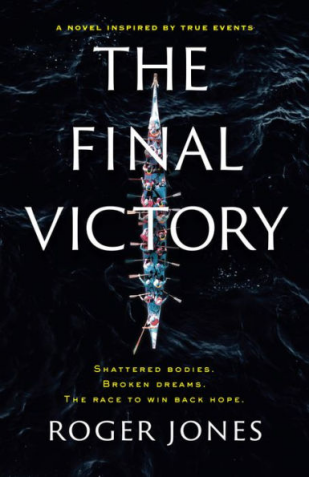 A NOVEL INSPIRED BY TRUE EVENTS
THE
FINAL
VICTORY
SHATTERED BODIES.
BROKEN DREAMS.
THE RACE TO WIN BACK HOPE.
ROGER JONES